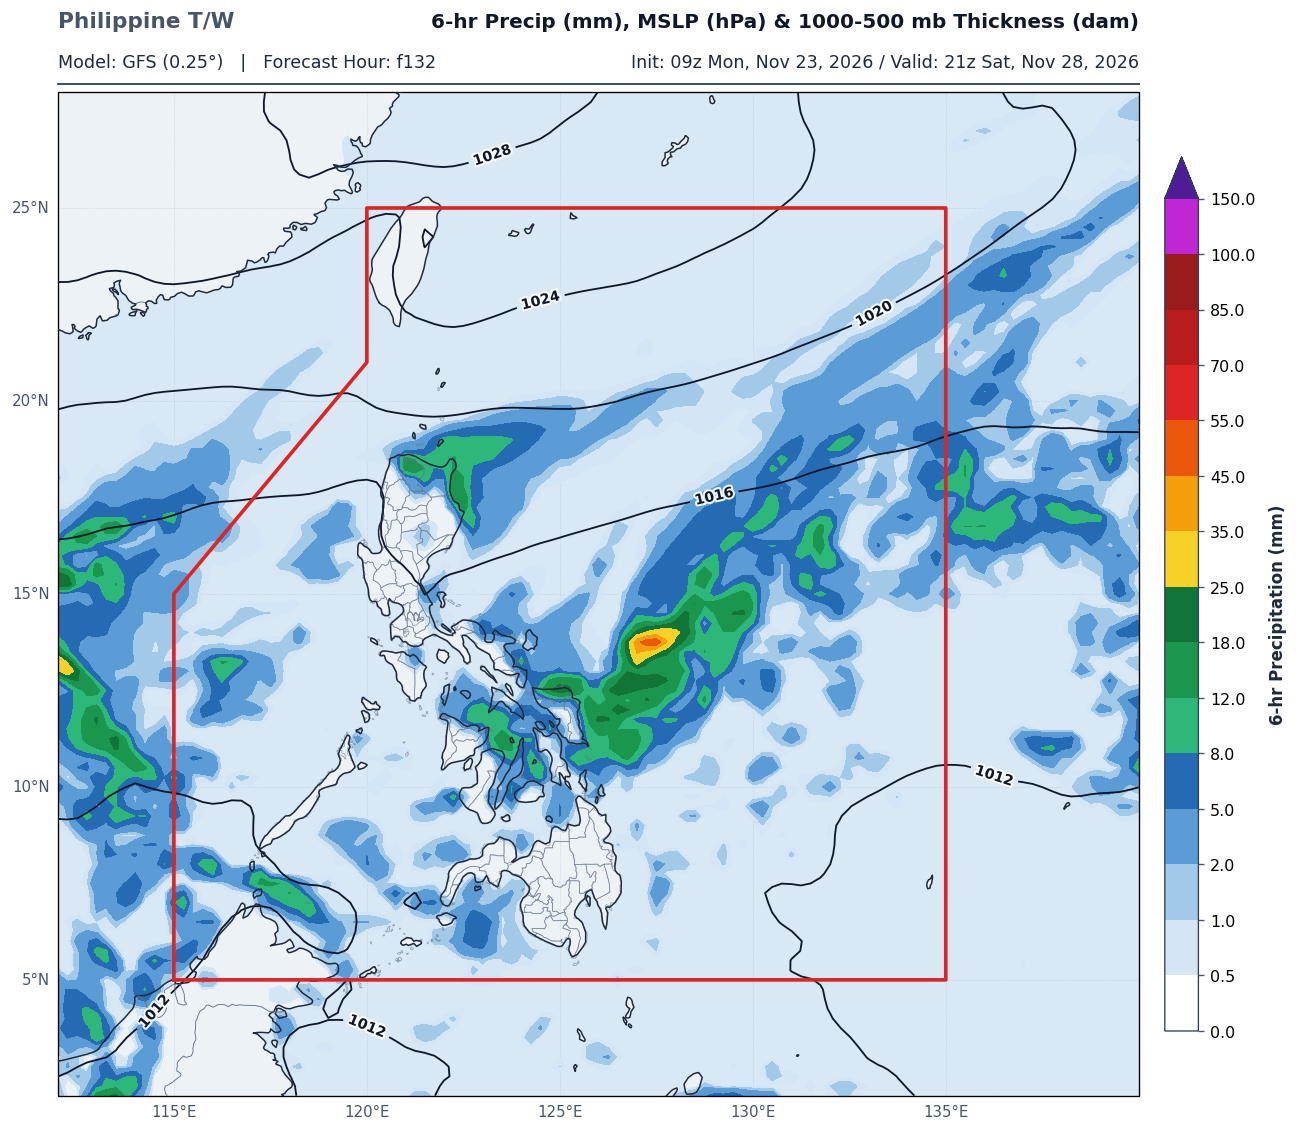 Philippine T/W
6-hr Precip (mm), MSLP (hPa) & 1000-500 mb Thickness (dam)
Model: GFS (0.25°) | Forecast Hour: f132
Init: 09z Mon, Nov 23, 2026 / Valid: 21z Sat, Nov 28, 2026
25°N
20°N
15°N
10°N
5°N
115°E
120°E
125°E
130°E
135°E
1028
1024
1020
1016
1012
1012
1012
150.0
100.0
85.0
70.0
55.0
45.0
35.0
25.0
18.0
12.0
8.0
5.0
2.0
1.0
0.5
0.0
6-hr Precipitation (mm)